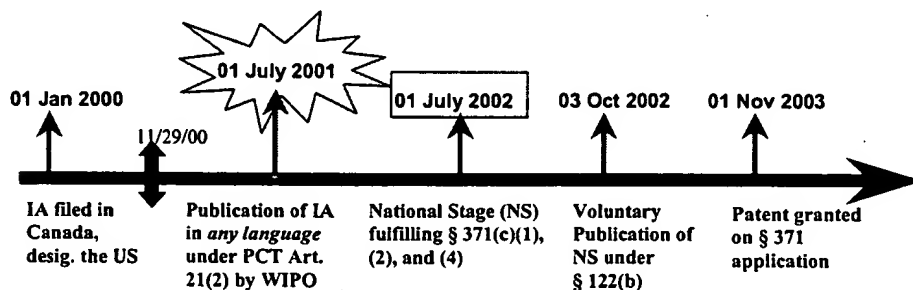 01 Jan 2000
11/29/00
01 July 2001
01 July 2002
03 Oct 2002
01 Nov 2003
IA filed in
Canada,
desig. the US
Publication of IA
in any language
under PCT Art.
21(2) by WIPO
National Stage (NS)
fulfilling § 371(c)(1),
(2), and (4)
Voluntary
Publication of
NS under
§ 122(b)
Patent granted
on § 371
application